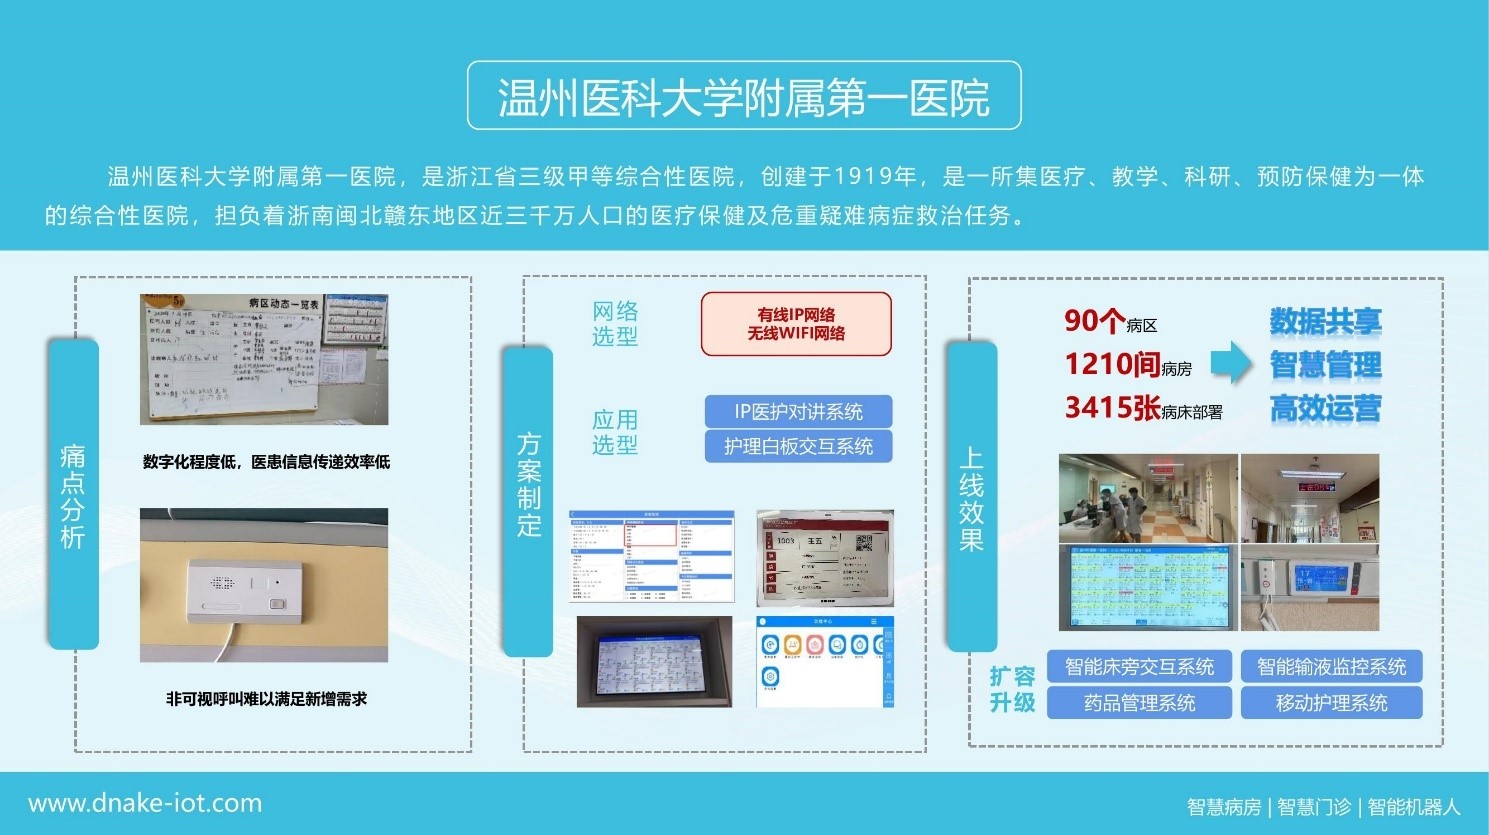 温州医科大学附属第一医院
温州医科大学附属第一医院，是浙江省三级甲等综合性医院，创建于1919年，是一所集医疗、教学、科研、预防保健为一体
的综合性医院，担负着浙南闽北赣东地区近三千万人口的医疗保健及危重疑难病症救治任务。
痛点分析
病区动态一览表
数字化程度低，医患信息传递效率低
非可视呼叫难以满足新增需求
方案制定
网络
选型
有线IP网络
无线WIFI网络
应用
选型
IP医护对讲系统
护理白板交互系统
1003 王五
上线效果
90个病区
1210间病房
3415张病床部署
数据共享
智慧管理
高效运营
扩容
升级
智能床旁交互系统
智能输液监控系统
药品管理系统
移动护理系统
www.dnake-iot.com
智慧病房 | 智慧门诊 | 智能机器人